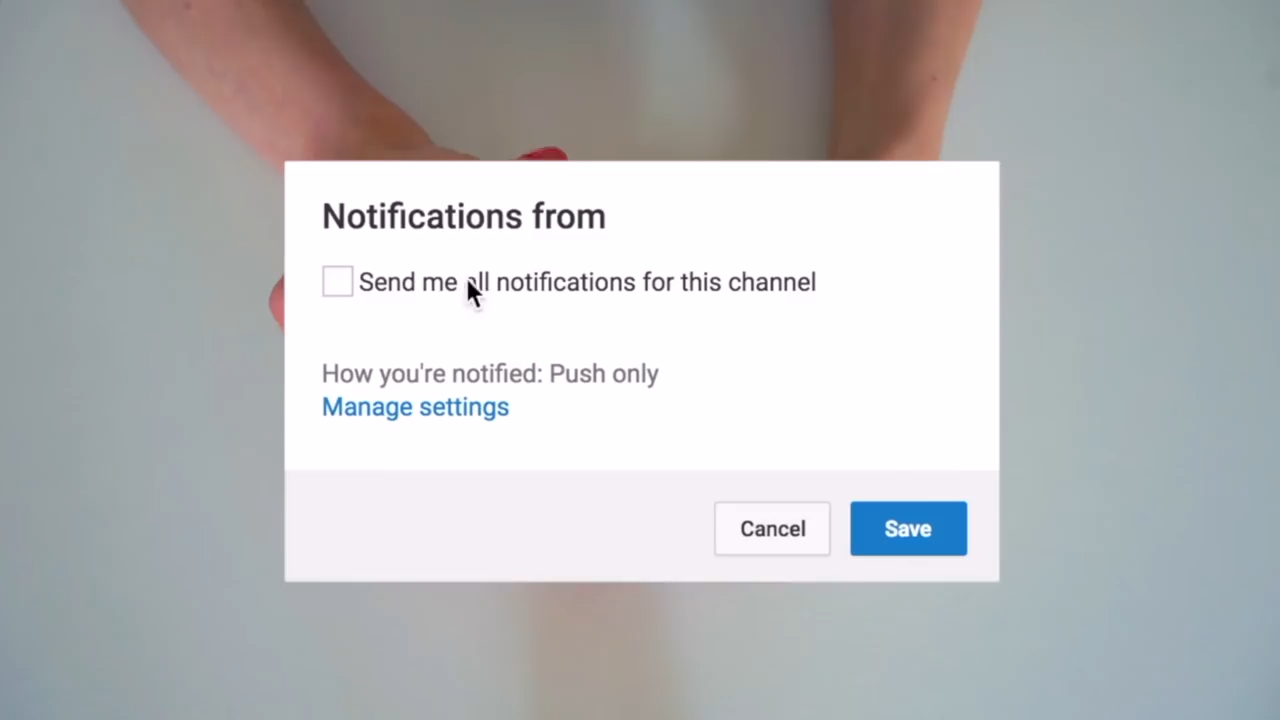 Notifications from
Send me all notifications for this channel
How you're notified: Push only
Manage settings
Cancel
Save